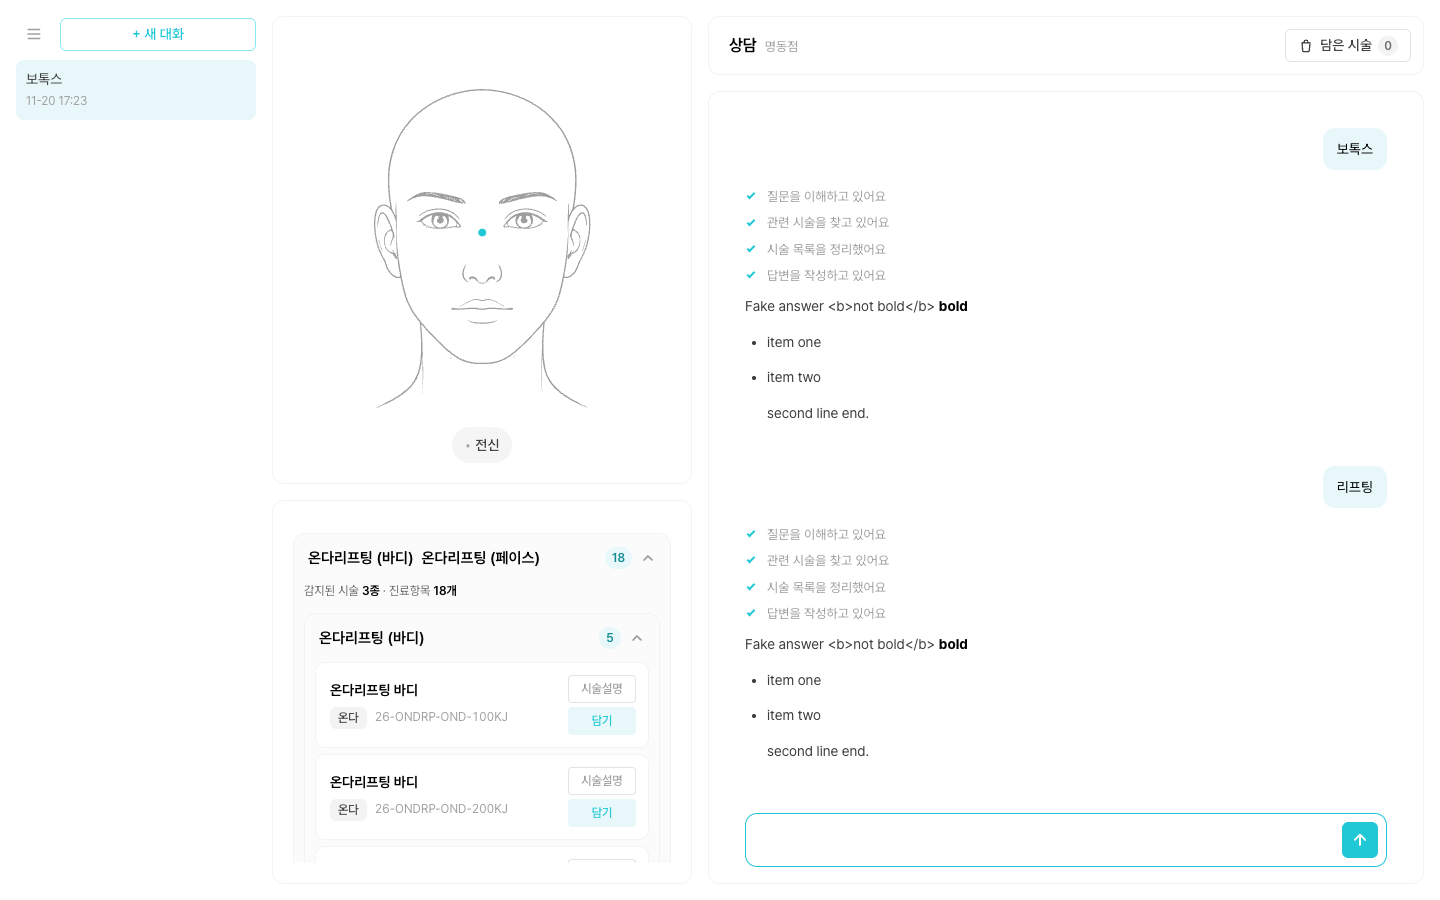 + 새 대화
보톡스
11-20 17:23
전신
온다리프팅 (바디) 온다리프팅 (페이스) 18
감지된 시술 3종 · 진료항목 18개
온다리프팅 (바디) 5
온다리프팅 바디
시술설명
온다 26-ONDRP-OND-100KJ
담기
온다리프팅 바디
시술설명
온다 26-ONDRP-OND-200KJ
담기
상담 명동점
담은 시술 0
보톡스
질문을 이해하고 있어요
관련 시술을 찾고 있어요
시술 목록을 정리했어요
답변을 작성하고 있어요
Fake answer <b>not bold</b> bold
• item one
• item two
second line end.
리프팅
질문을 이해하고 있어요
관련 시술을 찾고 있어요
시술 목록을 정리했어요
답변을 작성하고 있어요
Fake answer <b>not bold</b> bold
• item one
• item two
second line end.